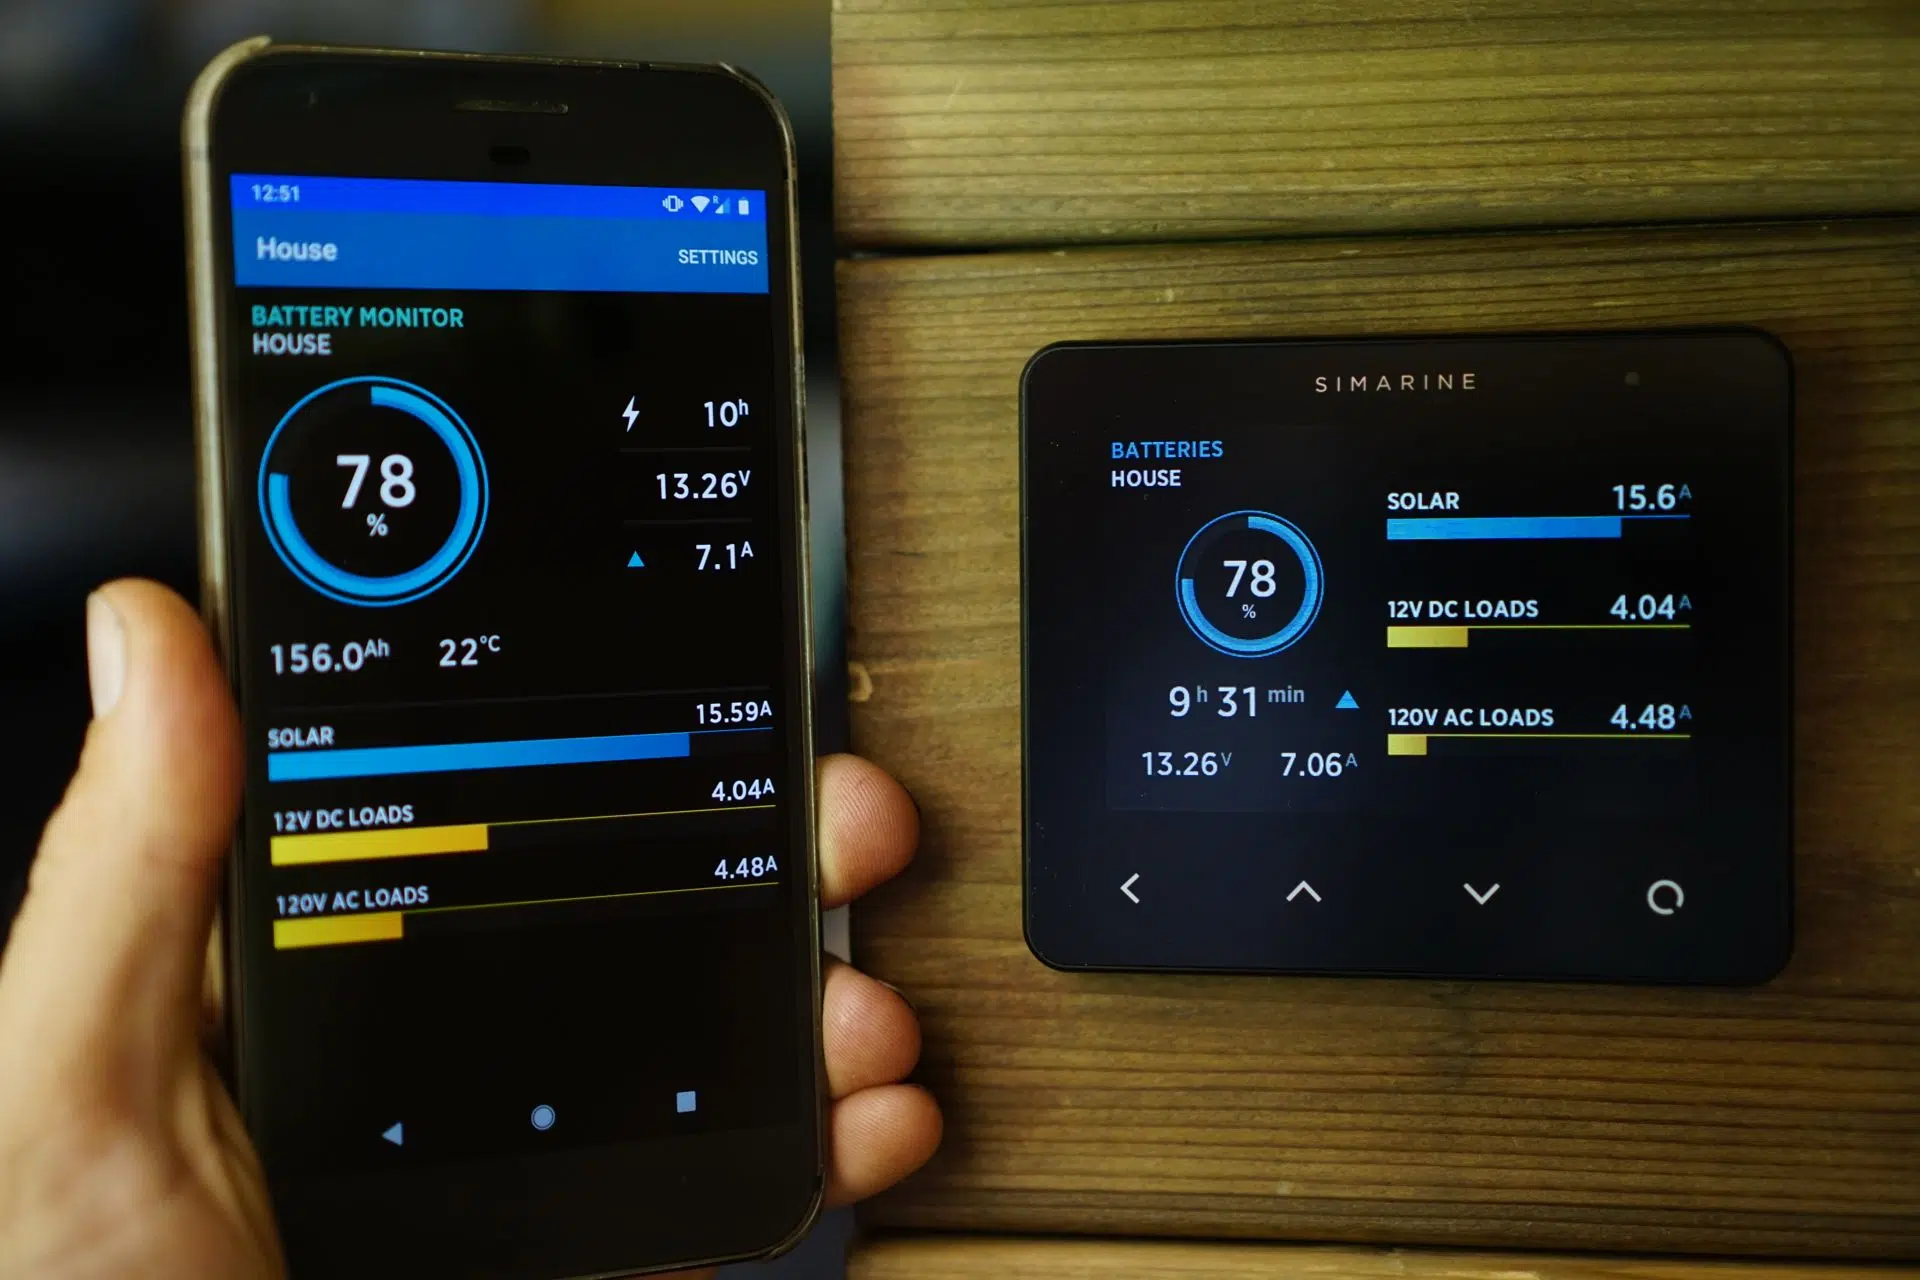 12:51
House
SETTINGS
BATTERY MONITOR
HOUSE
78
%
10h
13.26V
7.1A
156.0Ah 22°C
SOLAR 15.59A
12V DC LOADS 4.04A
120V AC LOADS 4.48A
SIMARINE
BATTERIES
HOUSE
78
%
9h 31min
13.26V 7.06A
SOLAR 15.6A
12V DC LOADS 4.04A
120V AC LOADS 4.48A